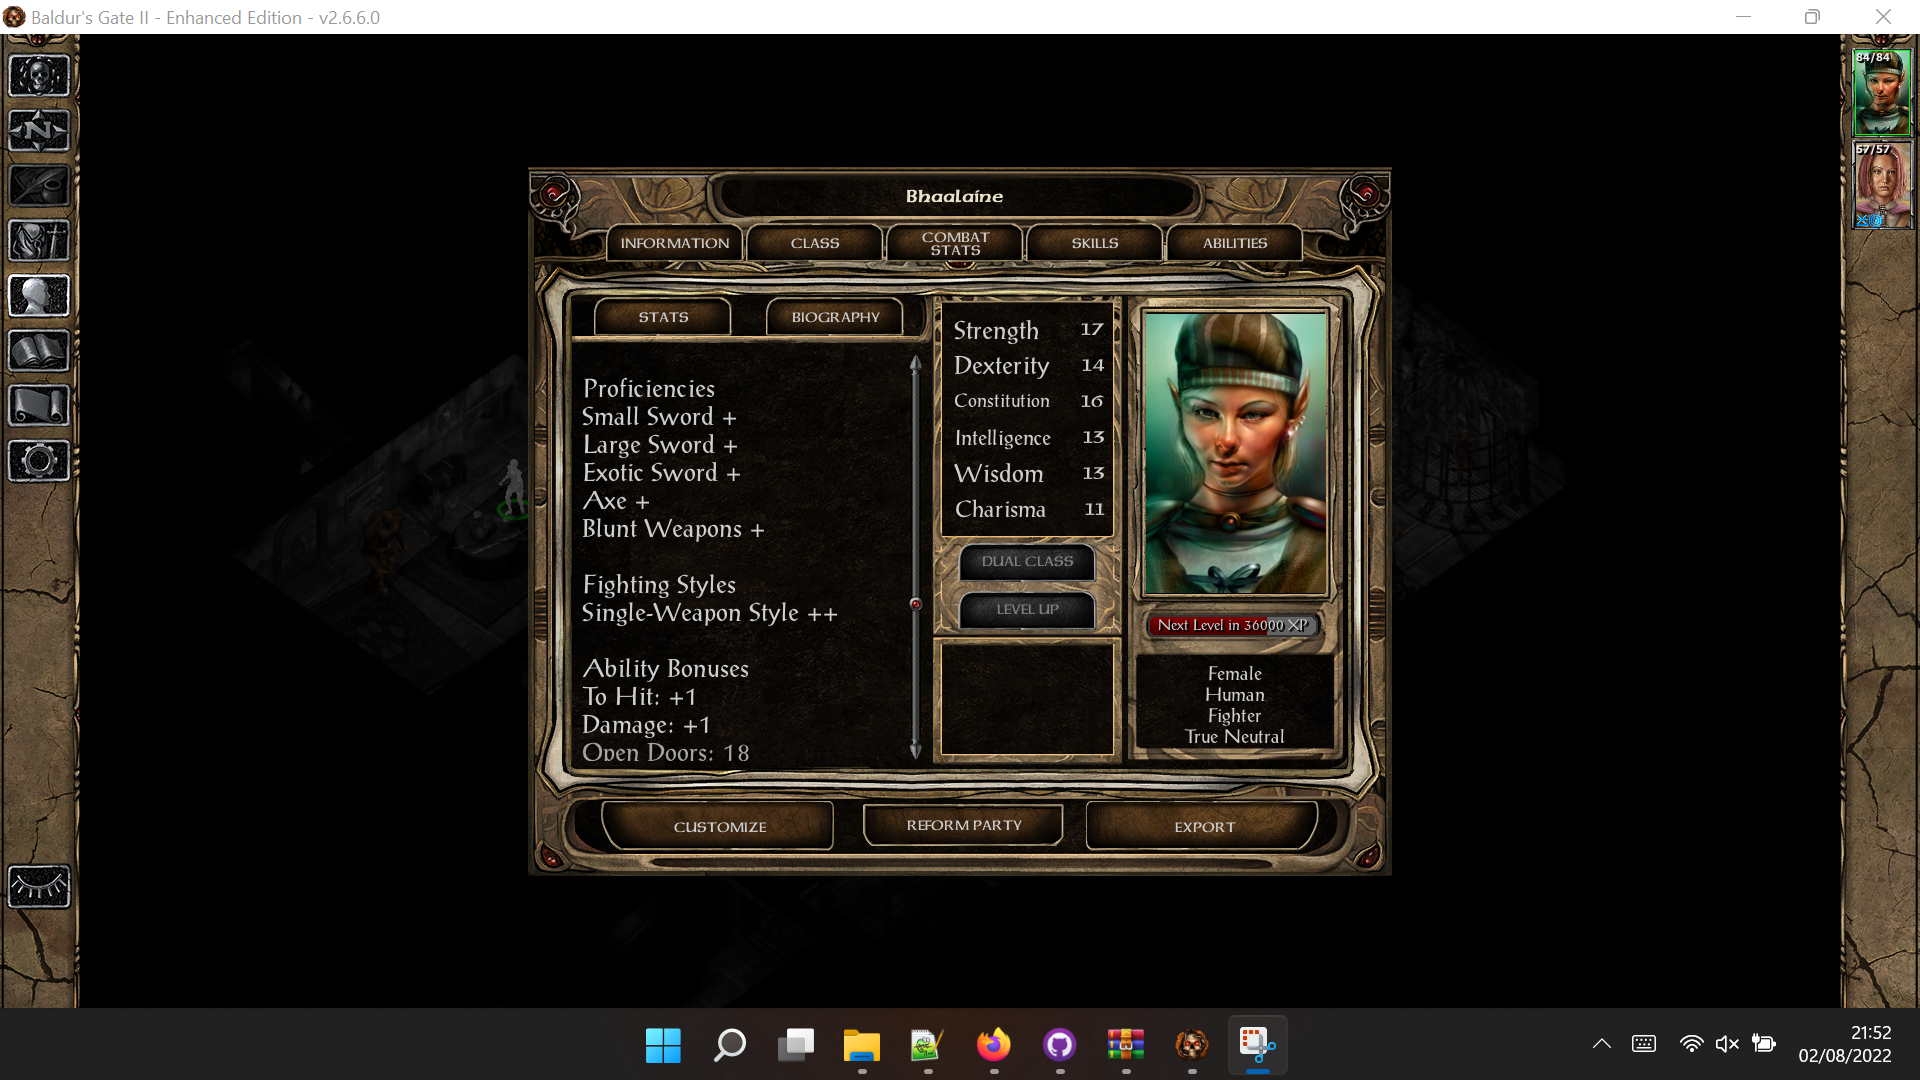 Baldur's Gate II - Enhanced Edition - v2.6.6.0
84/84
57/57
Bhaalaíne
INFORMATION
CLASS
COMBAT STATS
SKILLS
ABILITIES
STATS
BIOGRAPHY
Proficiencies
Small Sword +
Large Sword +
Exotic Sword +
Axe +
Blunt Weapons +
Fighting Styles
Single-Weapon Style ++
Ability Bonuses
To Hit: +1
Damage: +1
Open Doors: 18
Strength 17
Dexterity 14
Constitution 16
Intelligence 13
Wisdom 13
Charisma 11
DUAL CLASS
LEVEL UP
Next Level in 36000 XP
Female
Human
Fighter
True Neutral
CUSTOMIZE
REFORM PARTY
EXPORT
21:52
02/08/2022